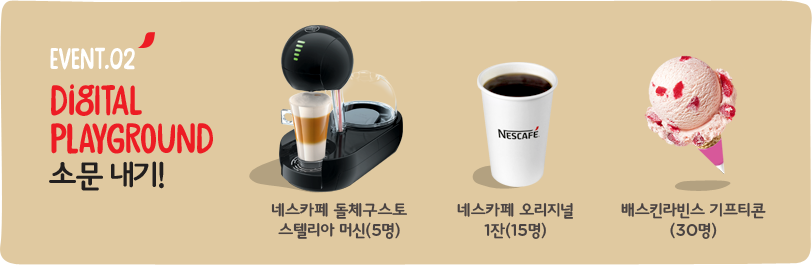 EVENT.02
DiGITAL
PLAYGROUND
소문 내기!
NESCAFÉ
네스카페 돌체구스토
스텔리아 머신(5명)
네스카페 오리지널
1잔(15명)
배스킨라빈스 기프티콘
(30명)